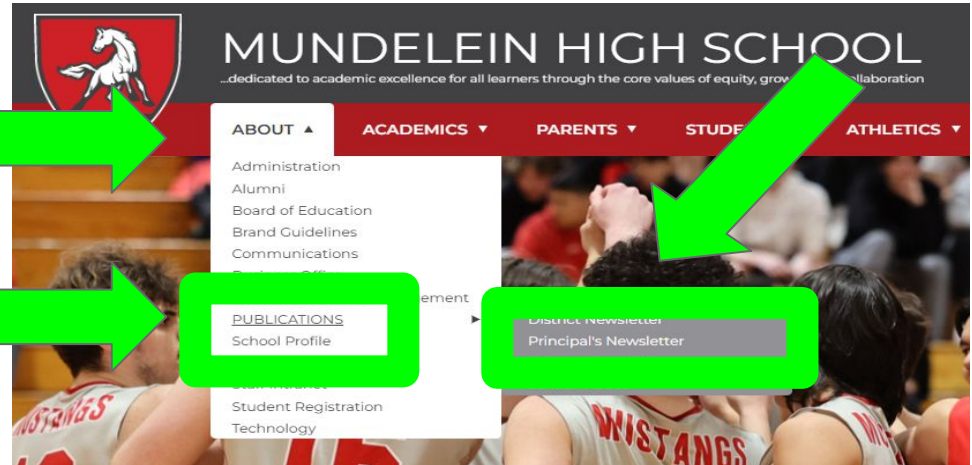 MUNDELEIN HIGH SCHOOL
...dedicated to academic excellence for all learners through the core values of equity, collaboration
ABOUT ▲ ACADEMICS ▼ PARENTS ▼ ATHLETICS ▼
Administration
Alumni
Board of Education
Brand Guidelines
Communications
PUBLICATIONS ►
School Profile
District Newsletter
Principal's Newsletter
Student Registration
Technology
MUSTANGS